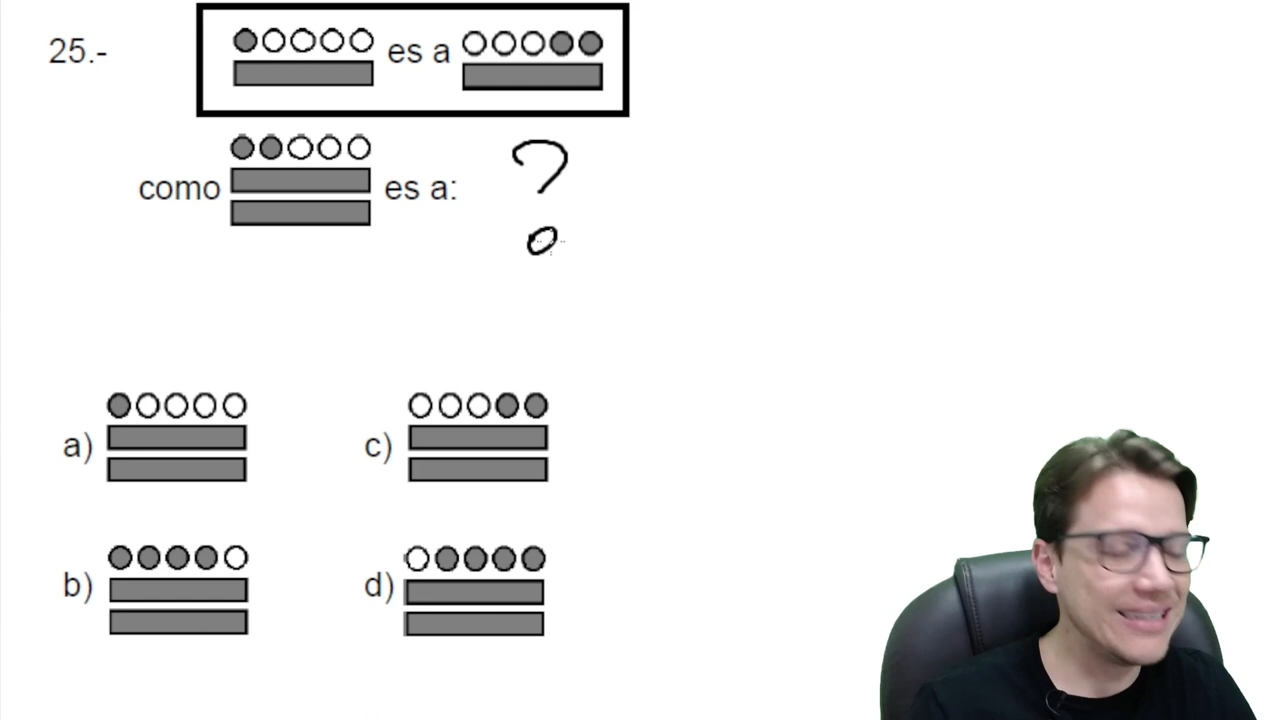 25.-
es a
como es a:
?
a)
c)
b)
d)